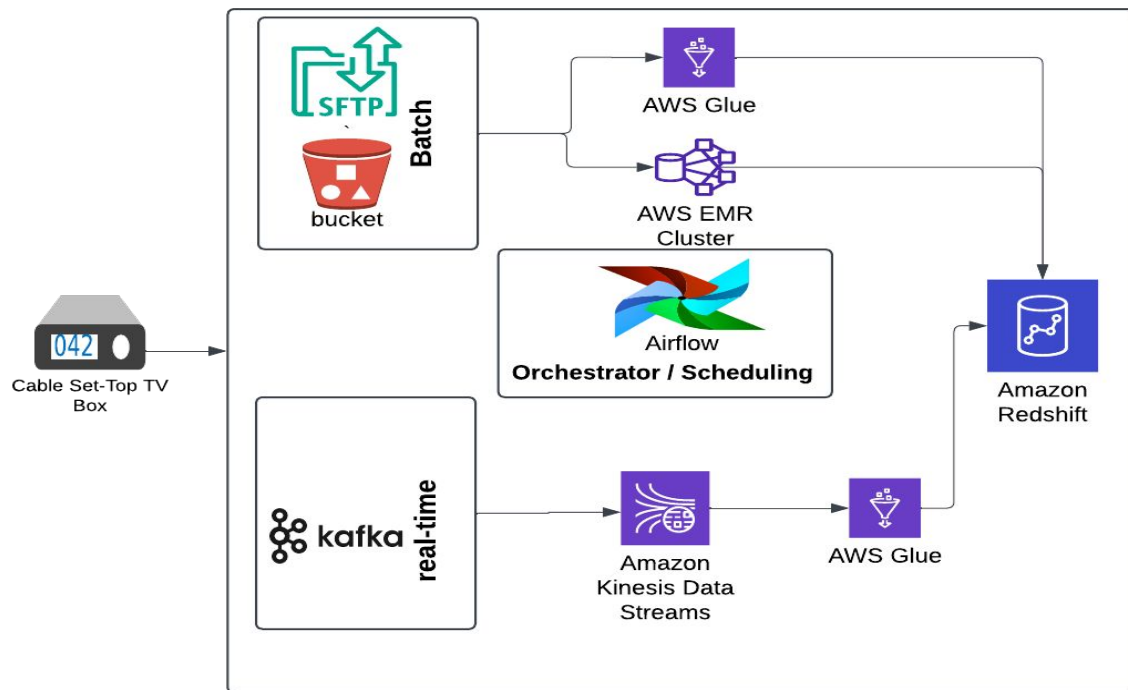 SFTP
Batch
bucket
AWS Glue
AWS EMR
Cluster
Airflow
Orchestrator / Scheduling
042
Cable Set-Top TV
Box
Amazon
Redshift
kafka
real-time
Amazon
Kinesis Data
Streams
AWS Glue